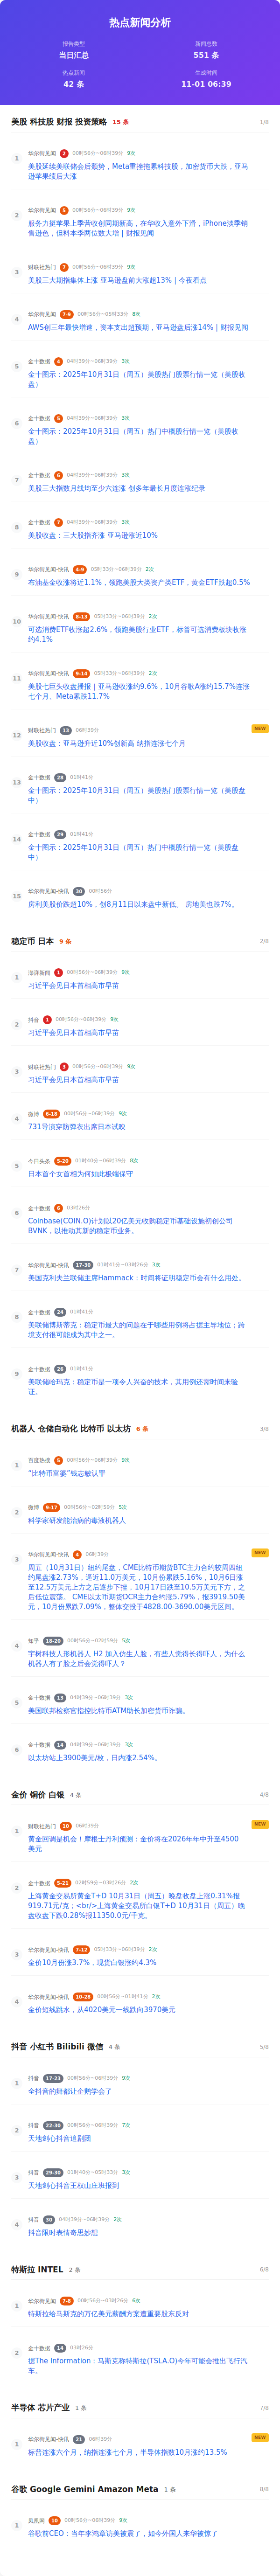 热点新闻分析
报告类型
新闻总数
当日汇总
551 条
热点新闻
生成时间
42 条
11-01 06:39
美股 科技股 财报 投资策略 15 条 1/8
1
华尔街见闻 2 00时56分~06时39分 9次
美股延续美联储会后颓势，Meta重挫拖累科技股，加密货币大跌，亚马
逊苹果绩后大涨
2
华尔街见闻 5 00时56分~06时39分 9次
服务力挺苹果上季营收创同期新高，在华收入意外下滑，iPhone淡季销
售逊色，但料本季两位数大增 | 财报见闻
3
财联社热门 7 00时56分~06时39分 9次
美股三大期指集体上涨 亚马逊盘前大涨超13% | 今夜看点
4
华尔街见闻 7-9 00时56分~05时33分 8次
AWS创三年最快增速，资本支出超预期，亚马逊盘后涨14% | 财报见闻
5
金十数据 4 04时39分~06时39分 3次
金十图示：2025年10月31日（周五）美股热门股票行情一览（美股收
盘）
6
金十数据 5 04时39分~06时39分 3次
金十图示：2025年10月31日（周五）热门中概股行情一览（美股收
盘）
7
金十数据 6 04时39分~06时39分 3次
美股三大指数月线均至少六连涨 创多年最长月度连涨纪录
8
金十数据 7 04时39分~06时39分 3次
美股收盘：三大股指齐涨 亚马逊涨近10%
9
华尔街见闻-快讯 4-9 05时33分~06时39分 2次
布油基金收涨将近1.1%，领跑美股大类资产类ETF，黄金ETF跌超0.5%
10
华尔街见闻-快讯 8-13 05时33分~06时39分 2次
可选消费ETF收涨超2.6%，领跑美股行业ETF，标普可选消费板块收涨
约4.1%
11
华尔街见闻-快讯 9-14 05时33分~06时39分 2次
美股七巨头收盘播报｜亚马逊收涨约9.6%，10月谷歌A涨约15.7%连涨
七个月、Meta累跌11.7%
12
财联社热门 13 06时39分
NEW
美股收盘：亚马逊升近10%创新高 纳指连涨七个月
13
金十数据 28 01时41分
金十图示：2025年10月31日（周五）美股热门股票行情一览（美股盘
中）
14
金十数据 29 01时41分
金十图示：2025年10月31日（周五）热门中概股行情一览（美股盘
中）
15
华尔街见闻-快讯 30 00时56分
房利美股价跌超10%，创8月11日以来盘中新低。 房地美也跌7%。
稳定币 日本 9 条 2/8
1
澎湃新闻 1 00时56分~06时39分 9次
习近平会见日本首相高市早苗
2
抖音 1 00时56分~06时39分 9次
习近平会见日本首相高市早苗
3
财联社热门 3 00时56分~06时39分 9次
习近平会见日本首相高市早苗
4
微博 6-18 00时56分~06时39分 9次
731导演穿防弹衣出席日本试映
5
今日头条 5-20 01时40分~06时39分 8次
日本首个女首相为何如此极端保守
6
金十数据 6 03时26分
Coinbase(COIN.O)计划以20亿美元收购稳定币基础设施初创公司
BVNK，以推动其新的稳定币业务。
7
华尔街见闻-快讯 17-30 01时41分~03时26分 3次
美国克利夫兰联储主席Hammack：时间将证明稳定币会有什么用处。
8
金十数据 24 01时41分
美联储博斯蒂克：稳定币最大的问题在于哪些用例将占据主导地位；跨
境支付很可能成为其中之一。
9
金十数据 26 01时41分
美联储哈玛克：稳定币是一项令人兴奋的技术，其用例还需时间来验
证。
机器人 仓储自动化 比特币 以太坊 6 条 3/8
1
百度热搜 5 00时56分~06时39分 9次
“比特币富婆”钱志敏认罪
2
微博 9-17 00时56分~02时59分 5次
科学家研发能治病的毒液机器人
3
华尔街见闻-快讯 4 06时39分
NEW
周五（10月31日）纽约尾盘，CME比特币期货BTC主力合约较周四纽
约尾盘涨2.73%，逼近11.0万美元，10月份累跌5.16%，10月6日涨
至12.5万美元上方之后逐步下挫，10月17日跌至10.5万美元下方，之
后低位震荡。 CME以太币期货DCR主力合约涨5.79%，报3919.50美
元，10月份累跌7.09%，整体交投于4828.00-3690.00美元区间。
4
知乎 18-20 00时56分~02时59分 5次
宇树科技人形机器人 H2 加入仿生人脸，有些人觉得长得吓人，为什么
机器人有了脸之后会觉得吓人？
5
金十数据 13 04时39分~06时39分 3次
美国联邦检察官指控比特币ATM助长加密货币诈骗。
6
金十数据 14 04时39分~06时39分 3次
以太坊站上3900美元/枚，日内涨2.54%。
金价 铜价 白银 4 条 4/8
1
财联社热门 10 06时39分
NEW
黄金回调是机会！摩根士丹利预测：金价将在2026年年中升至4500
美元
2
金十数据 5-21 02时59分~03时26分 2次
上海黄金交易所黄金T+D 10月31日（周五）晚盘收盘上涨0.31%报
919.71元/克；<br/>上海黄金交易所白银T+D 10月31日（周五）晚
盘收盘下跌0.28%报11350.0元/千克。
3
华尔街见闻-快讯 7-12 05时33分~06时39分 2次
金价10月份涨3.7%，现货白银涨约4.3%
4
华尔街见闻-快讯 10-28 00时56分~01时41分 2次
金价短线跳水，从4020美元一线跌向3970美元
抖音 小红书 Bilibili 微信 4 条 5/8
1
抖音 17-23 00时56分~06时39分 9次
全抖音的舞都让企鹅学会了
2
抖音 22-30 00时56分~06时39分 7次
天地剑心抖音追剧团
3
抖音 29-30 01时40分~05时33分 3次
天地剑心抖音王权山庄班报到
4
抖音 30 04时39分~06时39分 2次
抖音限时表情奇思妙想
特斯拉 INTEL 2 条 6/8
1
华尔街见闻 7-8 00时56分~03时26分 6次
特斯拉给马斯克的万亿美元薪酬方案遭重要股东反对
2
金十数据 14 03时26分
据The Information：马斯克称特斯拉(TSLA.O)今年可能会推出飞行汽
车。
半导体 芯片产业 1 条 7/8
1
华尔街见闻-快讯 21 06时39分
NEW
标普连涨六个月，纳指连涨七个月，半导体指数10月涨约13.5%
谷歌 Google Gemini Amazon Meta 1 条 8/8
1
凤凰网 10 00时56分~06时39分 9次
谷歌前CEO：当年李鸿章访美被震了，如今外国人来华被惊了